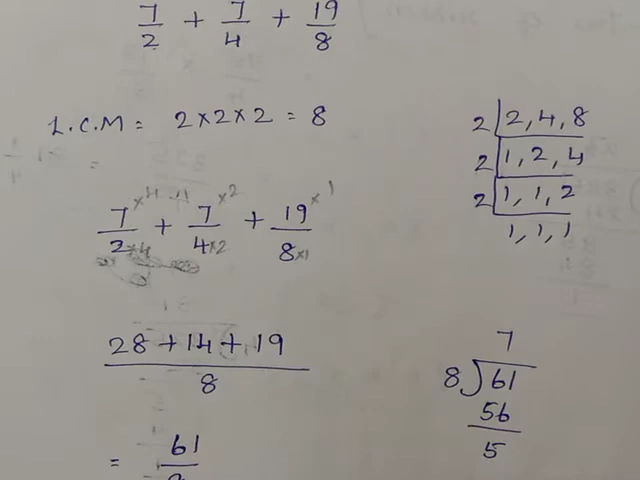 7/2 + 7/4 + 19/8
L.C.M = 2×2×2 = 8
2 | 2, 4, 8
2 | 1, 2, 4
2 | 1, 1, 2
1, 1, 1
7×4/2×4 + 7×2/4×2 + 19×1/8×1
28+14+19/8
= 61/
7
8)61
56
5